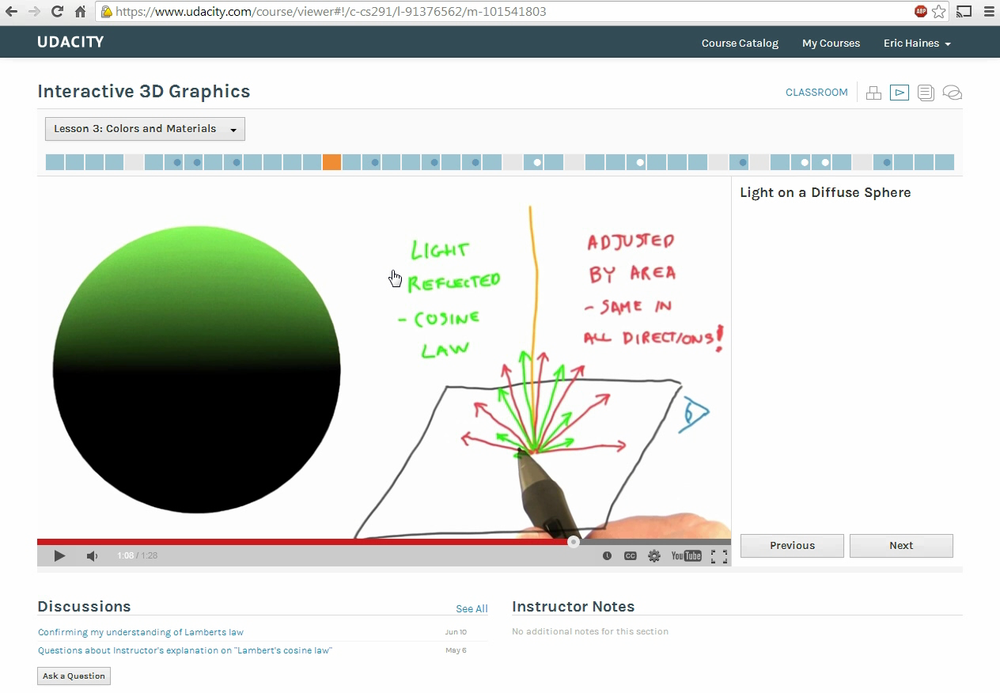 https://www.udacity.com/course/viewer#!/c-cs291/l-91376562/m-101541803
ABP
UDACITY
Course Catalog
My Courses
Eric Haines
Interactive 3D Graphics
CLASSROOM
Lesson 3: Colors and Materials
Light on a Diffuse Sphere
LIGHT
REFLECTED
- COSINE
LAW
ADJUSTED
BY AREA
- SAME IN
ALL DIRECTIONS!
1:08 / 1:28
CC
YouTube
Previous
Next
Discussions
See All
Confirming my understanding of Lamberts law
Jun 10
Questions about Instructor's explanation on "Lambert's cosine law"
May 6
Ask a Question
Instructor Notes
No additional notes for this section